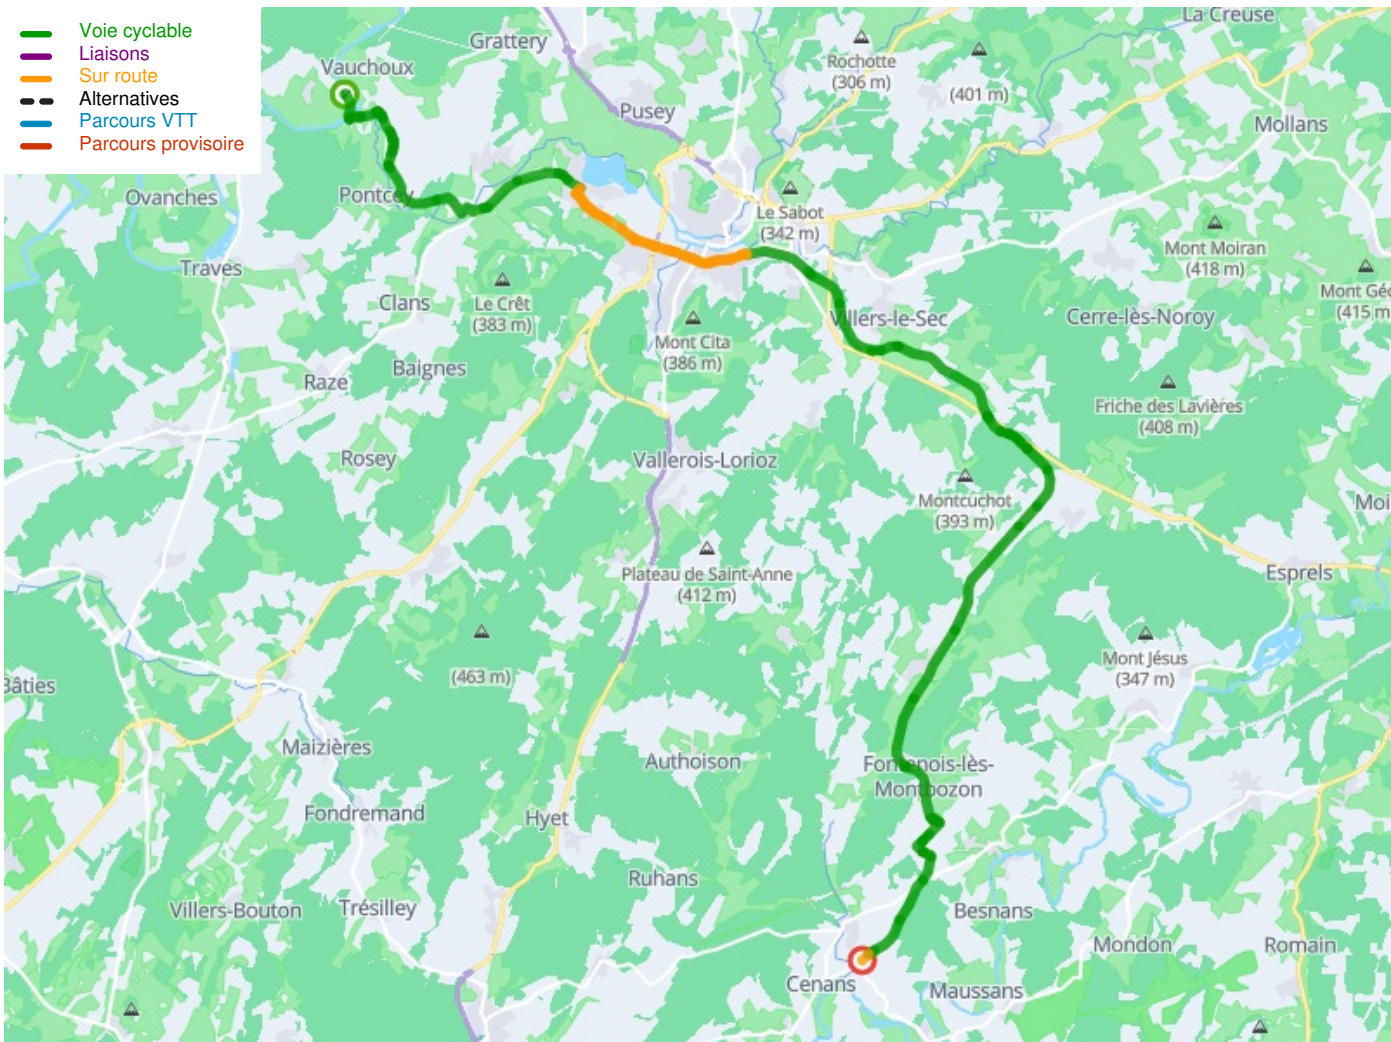 Voie cyclable
Liaisons
Sur route
Alternatives
Parcours VTT
Parcours provisoire
La Creuse
Grattery
Rochotte
(306 m)
Vauchoux
(401 m)
Pusey
Mollans
Ovanches
Pontcey
Le Sabot
(342 m)
Mont Moiran
(418 m)
Traves
Clans
Le Crêt
(383 m)
Mont Géo
(415 m
Villers-le-Sec
Cerre-lès-Noroy
Mont Cita
(386 m)
Raze
Baignes
Friche des Lavières
(408 m)
Rosey
Vallerois-Lorioz
Montcuchot
(393 m)
Moi
Plateau de Saint-Anne
(412 m)
Esprels
Mont Jésus
(347 m)
(463 m)
Bâties
Maizières
Authoison
Fontenois-lès-
Montbozon
Fondremand
Hyet
Ruhans
Villers-Bouton
Trésilley
Besnans
Mondon
Romain
Cenans
Maussans